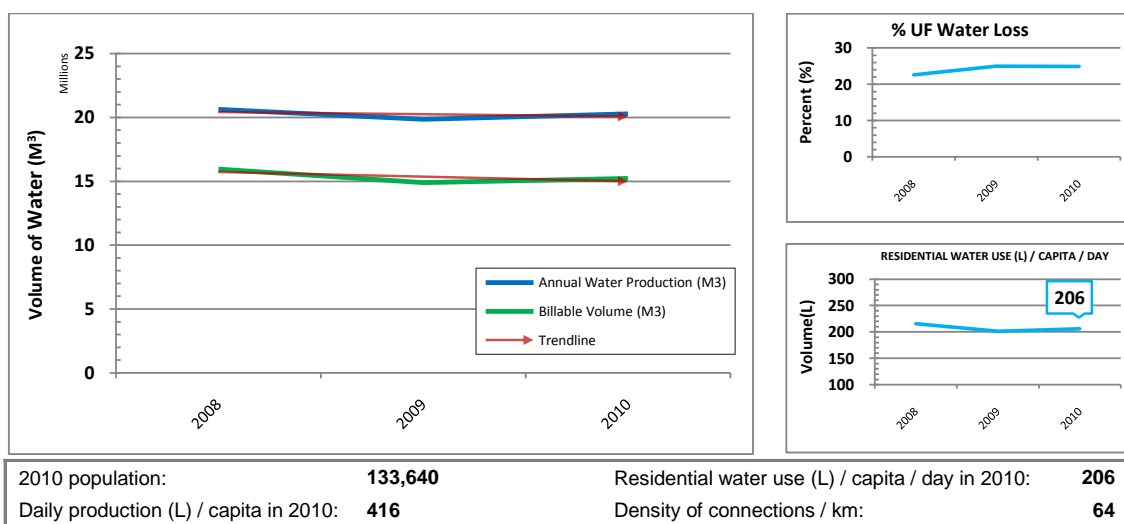 Volume of Water (M³)
Millions
25
20
15
10
5
0
2008
2009
2010
Annual Water Production (M3)
Billable Volume (M3)
Trendline
% UF Water Loss
Percent (%)
30
20
10
0
2008
2009
2010
RESIDENTIAL WATER USE (L) / CAPITA / DAY
Volume(L)
300
250
200
150
100
206
2008
2009
2010
2010 population: 133,640 Residential water use (L) / capita / day in 2010: 206
Daily production (L) / capita in 2010: 416 Density of connections / km: 64